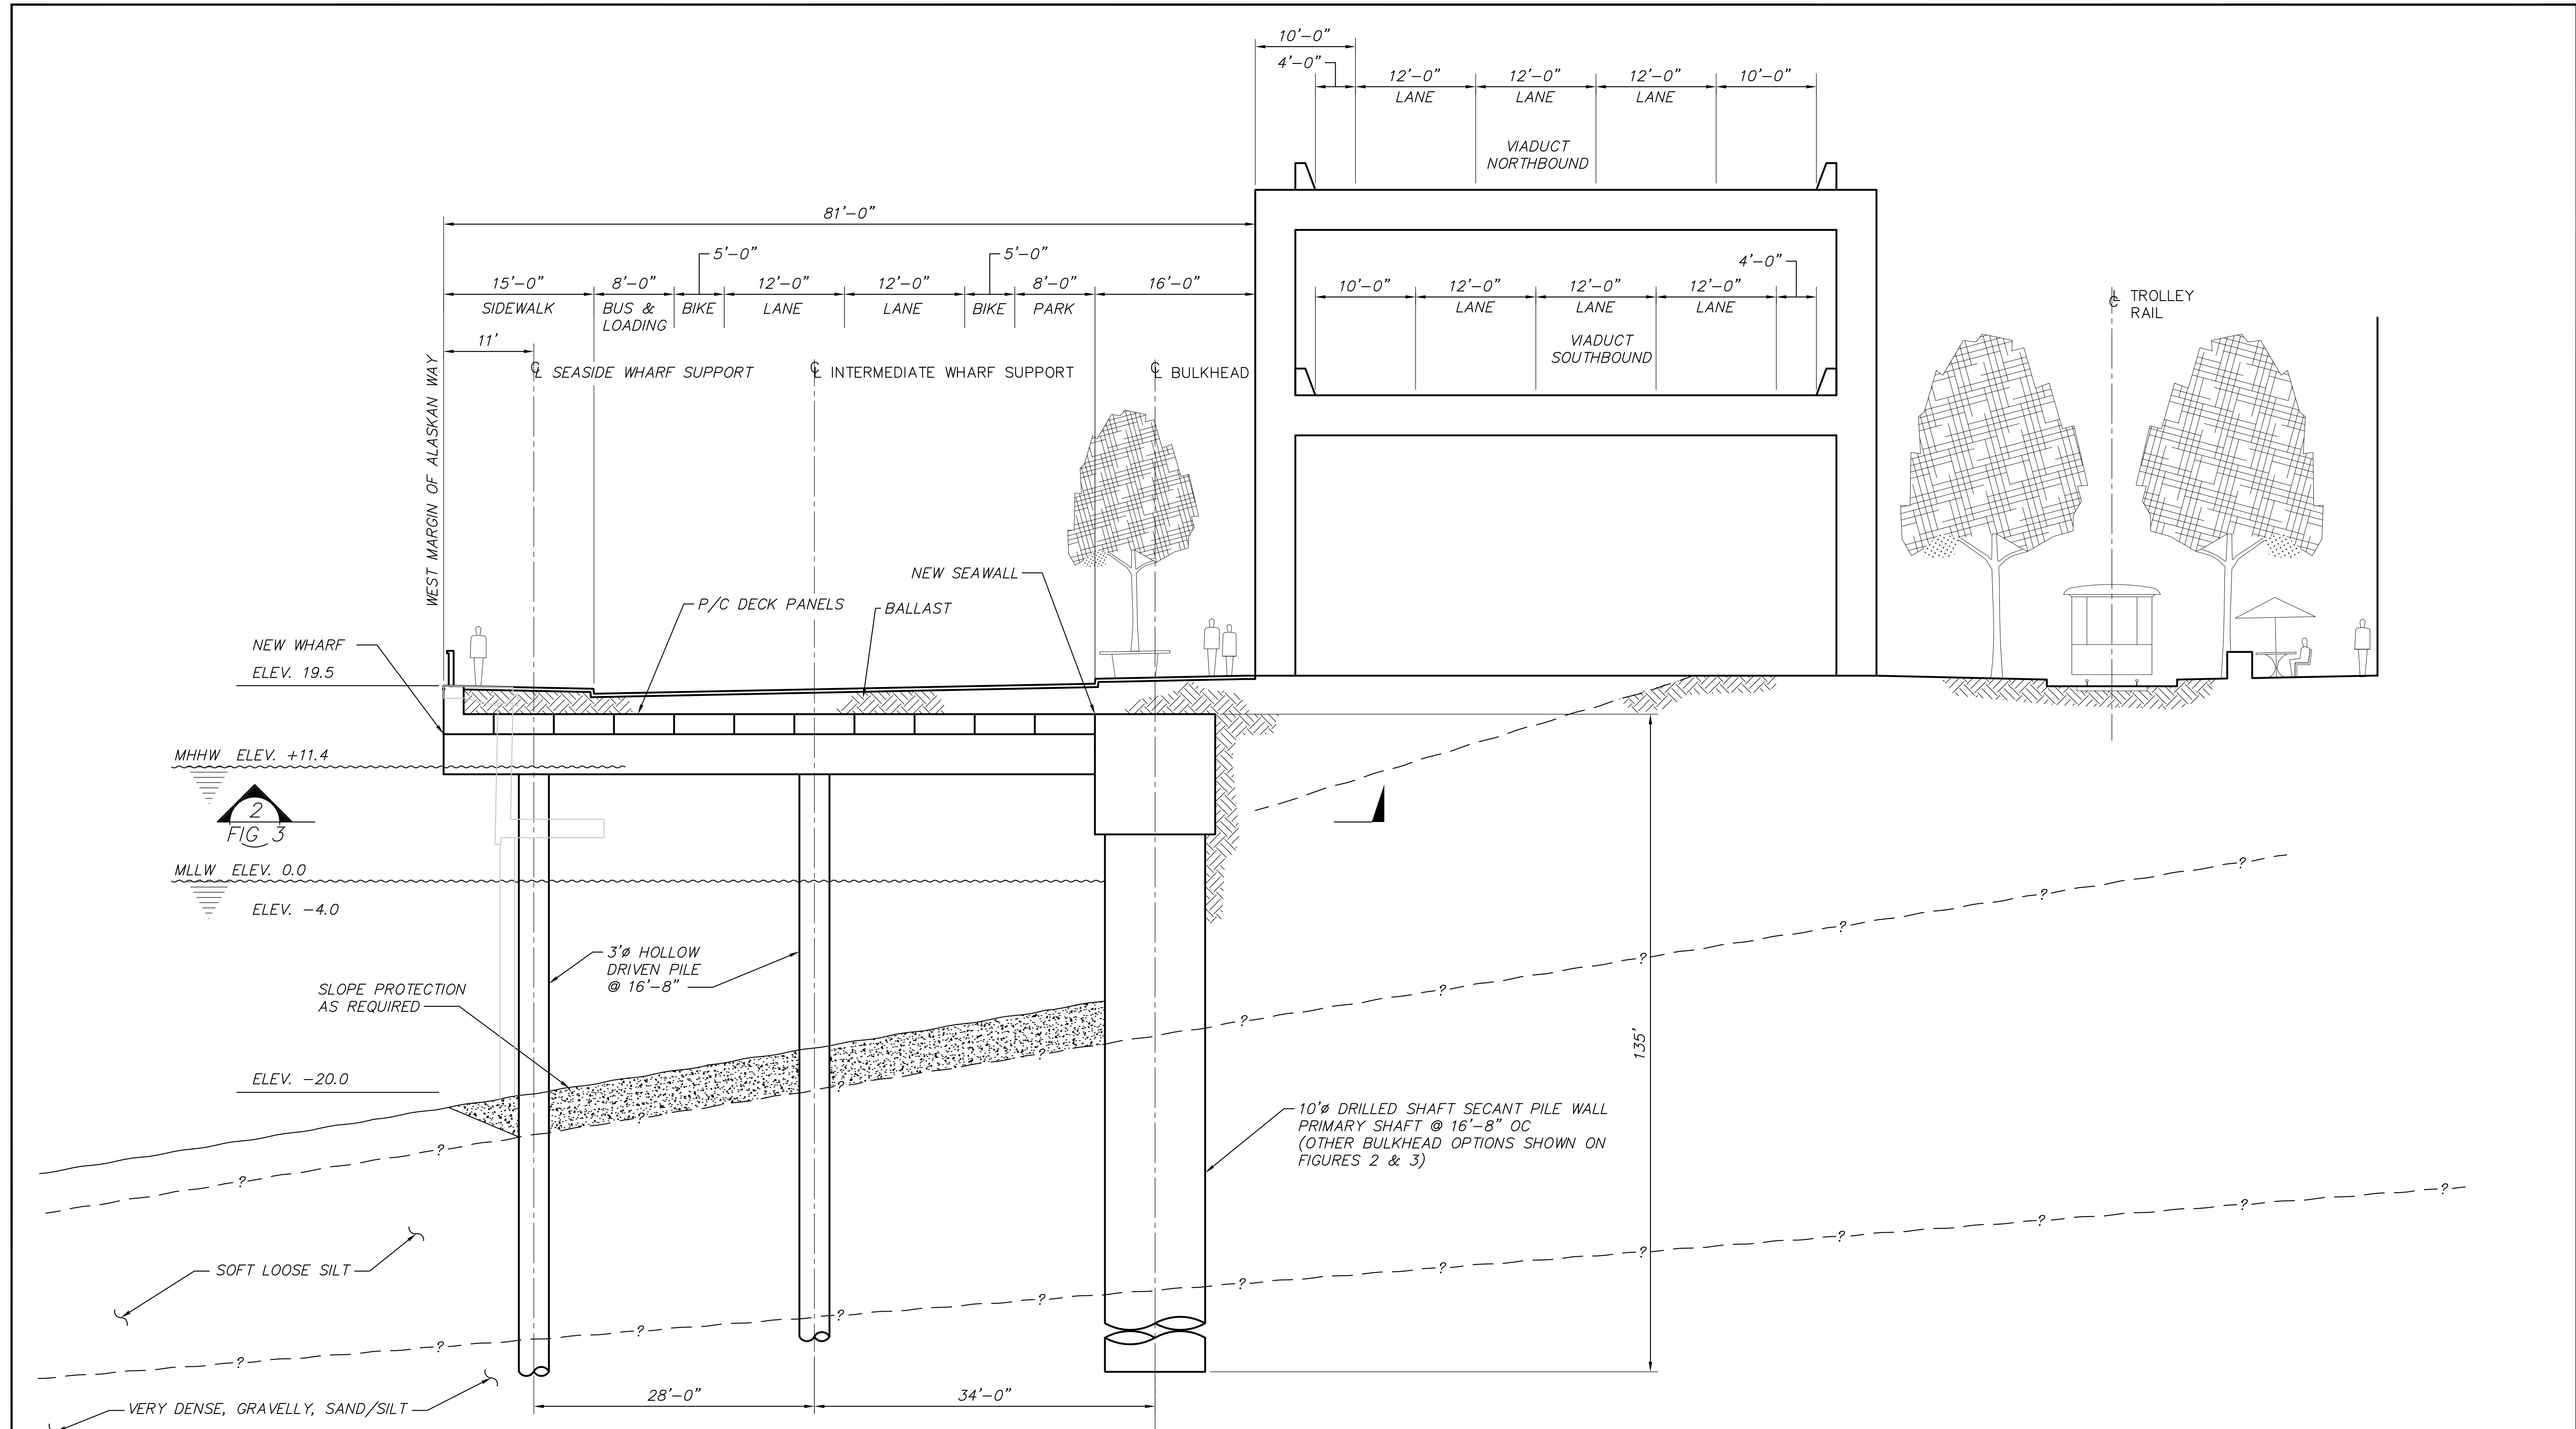 10'-0"
4'-0"
12'-0" 12'-0" 12'-0" 10'-0"
LANE LANE LANE
VIADUCT
NORTHBOUND
81'-0"
5'-0" 5'-0"
15'-0" 8'-0" 12'-0" 12'-0" 8'-0" 16'-0"
SIDEWALK BUS & BIKE LANE LANE BIKE PARK
LOADING
4'-0"
10'-0" 12'-0" 12'-0" 12'-0"
LANE LANE LANE
VIADUCT
SOUTHBOUND
℄ TROLLEY
RAIL
11'
WEST MARGIN OF ALASKAN WAY
℄ SEASIDE WHARF SUPPORT
℄ INTERMEDIATE WHARF SUPPORT
℄ BULKHEAD
NEW SEAWALL
P/C DECK PANELS
BALLAST
NEW WHARF
ELEV. 19.5
MHHW ELEV. +11.4
2
FIG 3
MLLW ELEV. 0.0
ELEV. -4.0
3'ø HOLLOW
DRIVEN PILE
@ 16'-8"
SLOPE PROTECTION
AS REQUIRED
ELEV. -20.0
135'
10'ø DRILLED SHAFT SECANT PILE WALL
PRIMARY SHAFT @ 16'-8" OC
(OTHER BULKHEAD OPTIONS SHOWN ON
FIGURES 2 & 3)
? ? ? ? ? ? ? ? ? ? ?
? ? ? ? ? ? ? ? ? ? ? ?
SOFT LOOSE SILT
VERY DENSE, GRAVELLY, SAND/SILT
28'-0" 34'-0"